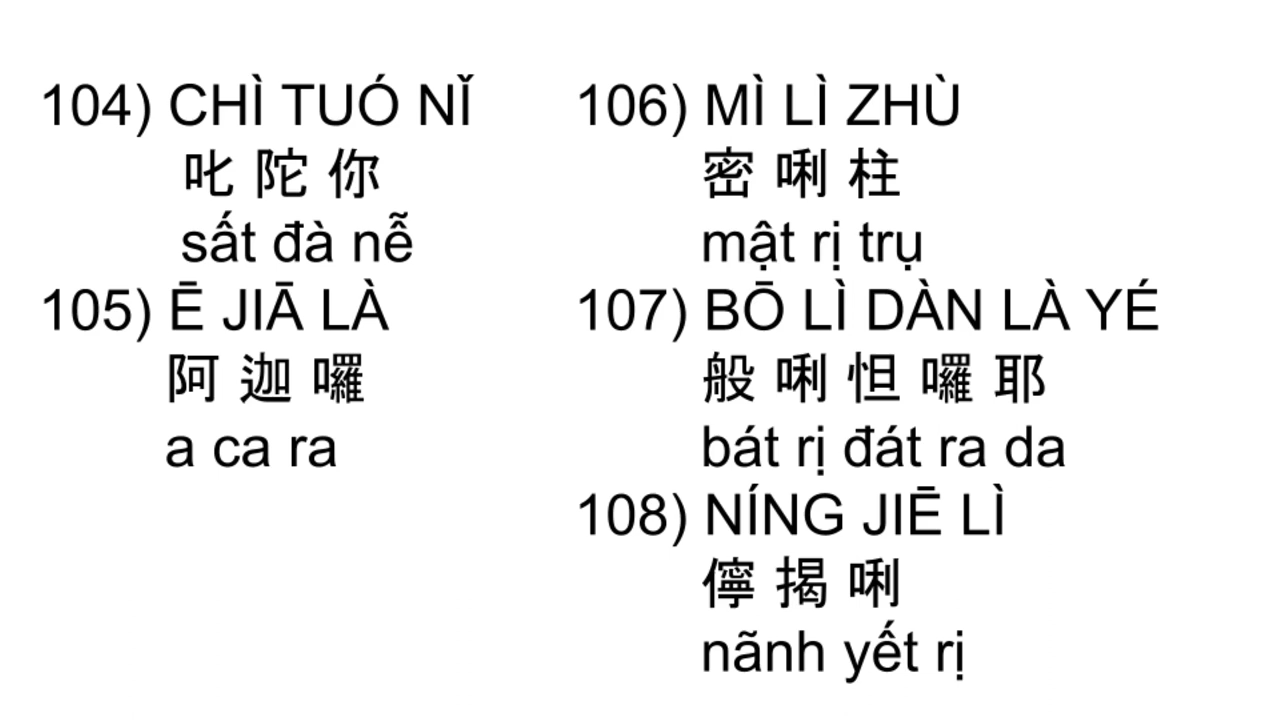 104) CHÌ TUÓ NǏ
叱 陀 你
sất đà nễ
105) Ē JIĀ LÀ
阿 迦 囉
a ca ra
106) MÌ LÌ ZHÙ
密 唎 柱
mật rị trụ
107) BŌ LÌ DÀN LÀ YÉ
般 唎 怛 囉 耶
bát rị đát ra da
108) NÍNG JIĒ LÌ
儜 揭 唎
nãnh yết rị